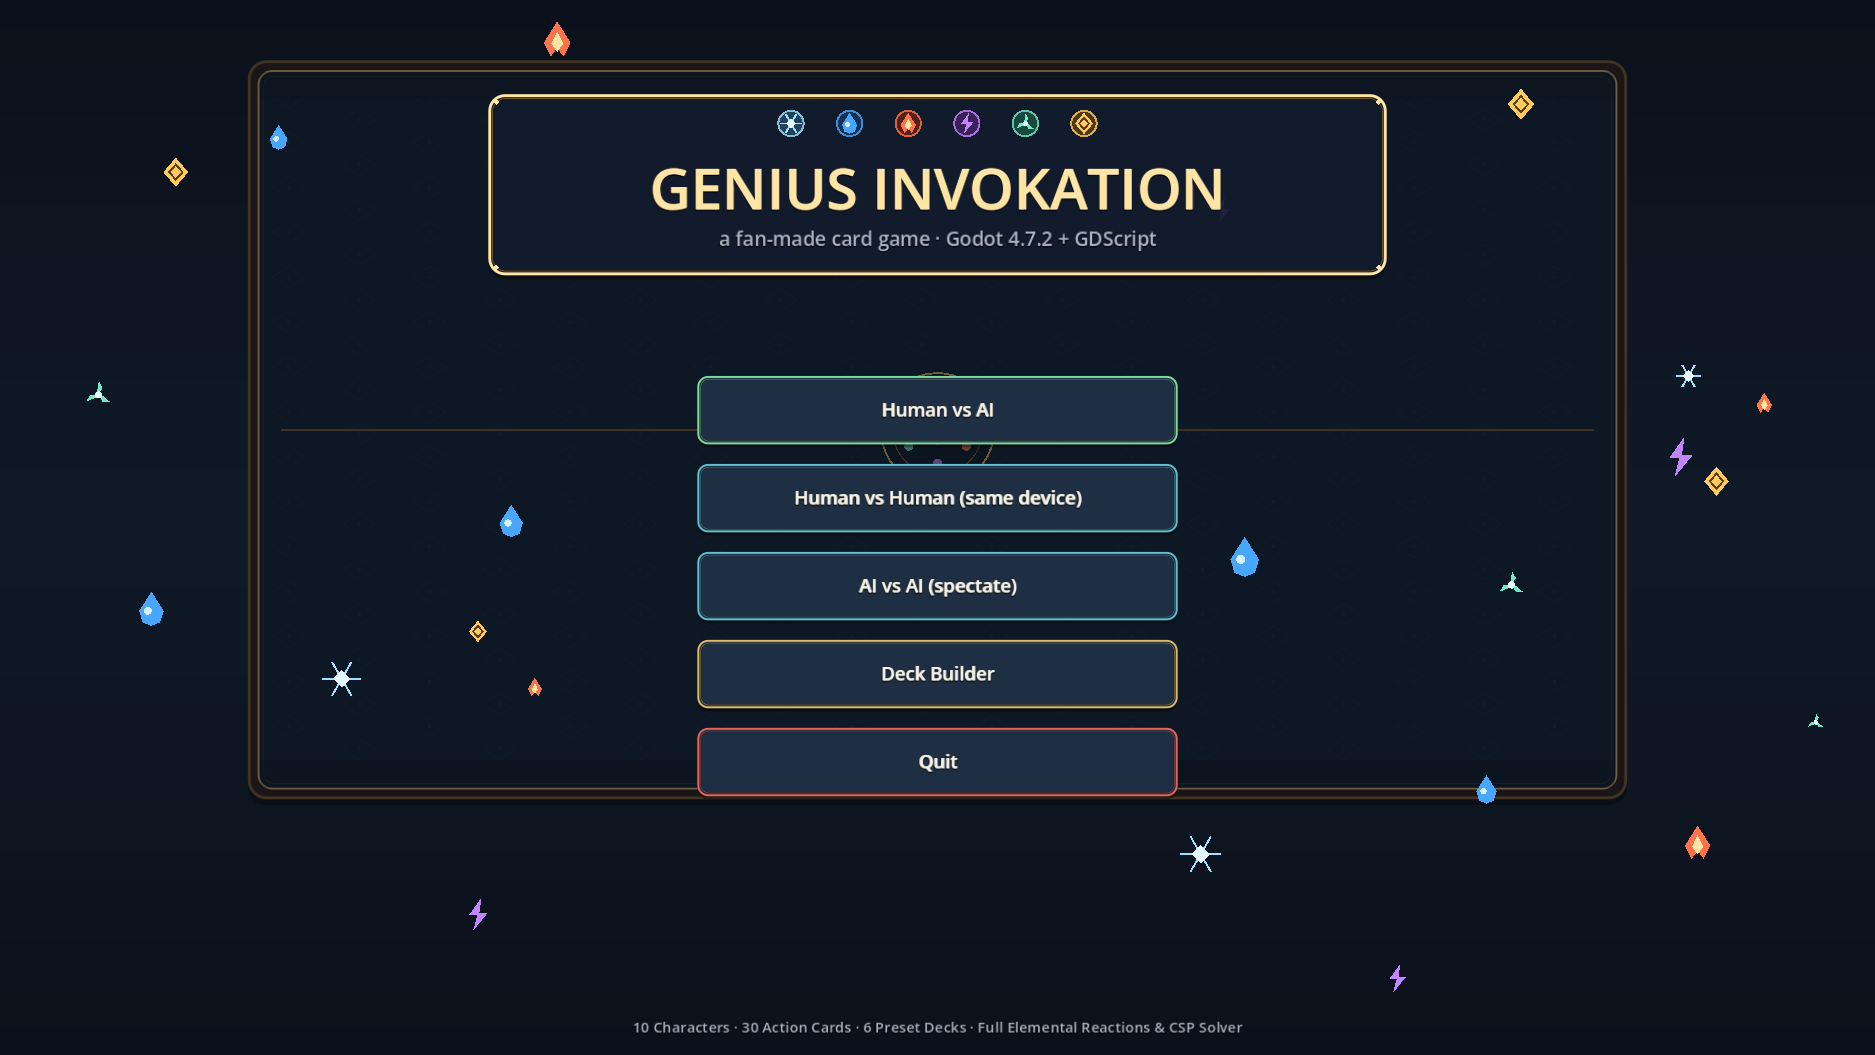 GENIUS INVOKATION
a fan-made card game · Godot 4.7.2 + GDScript
Human vs AI
Human vs Human (same device)
AI vs AI (spectate)
Deck Builder
Quit
10 Characters · 30 Action Cards · 6 Preset Decks · Full Elemental Reactions & CSP Solver